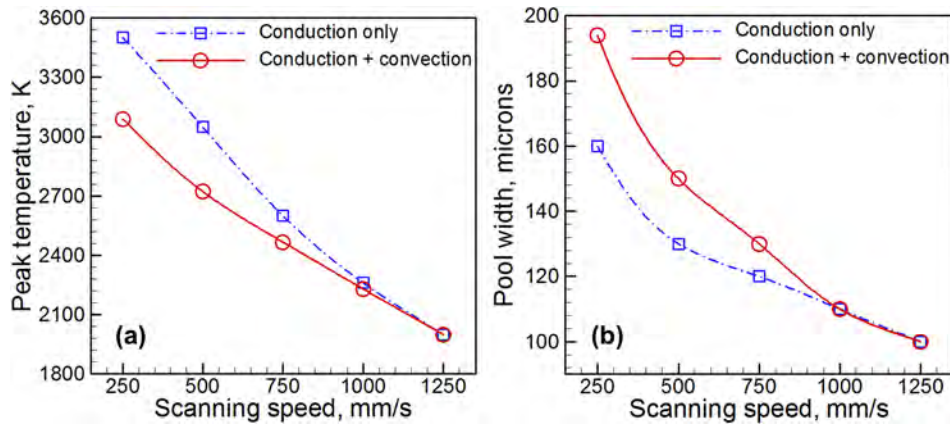 Peak temperature, K
3600
3300
3000
2700
2400
2100
1800
Conduction only
Conduction + convection
(a)
250 500 750 1000 1250
Scanning speed, mm/s
Pool width, microns
200
180
160
140
120
100
Conduction only
Conduction + convection
(b)
250 500 750 1000 1250
Scanning speed, mm/s